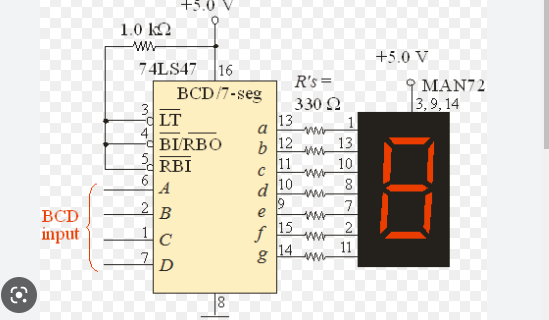 +5.0 V
1.0 kΩ
74LS47
16
BCD/7-seg
R's =
330 Ω
+5.0 V
MAN72
3, 9, 14
3
LT
4
BI/RBO
5
RBI
6
A
2
B
1
C
7
D
BCD
input
a
13
1
b
12
13
c
11
10
d
10
8
e
9
7
f
15
2
g
14
11
8